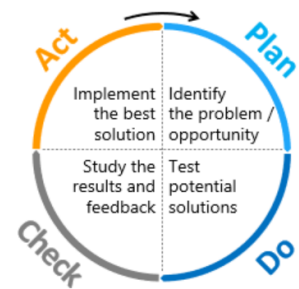 Act
Plan
Implement
the best
solution
Identify
the problem /
opportunity
Study the
results and
feedback
Test
potential
solutions
Check
Do